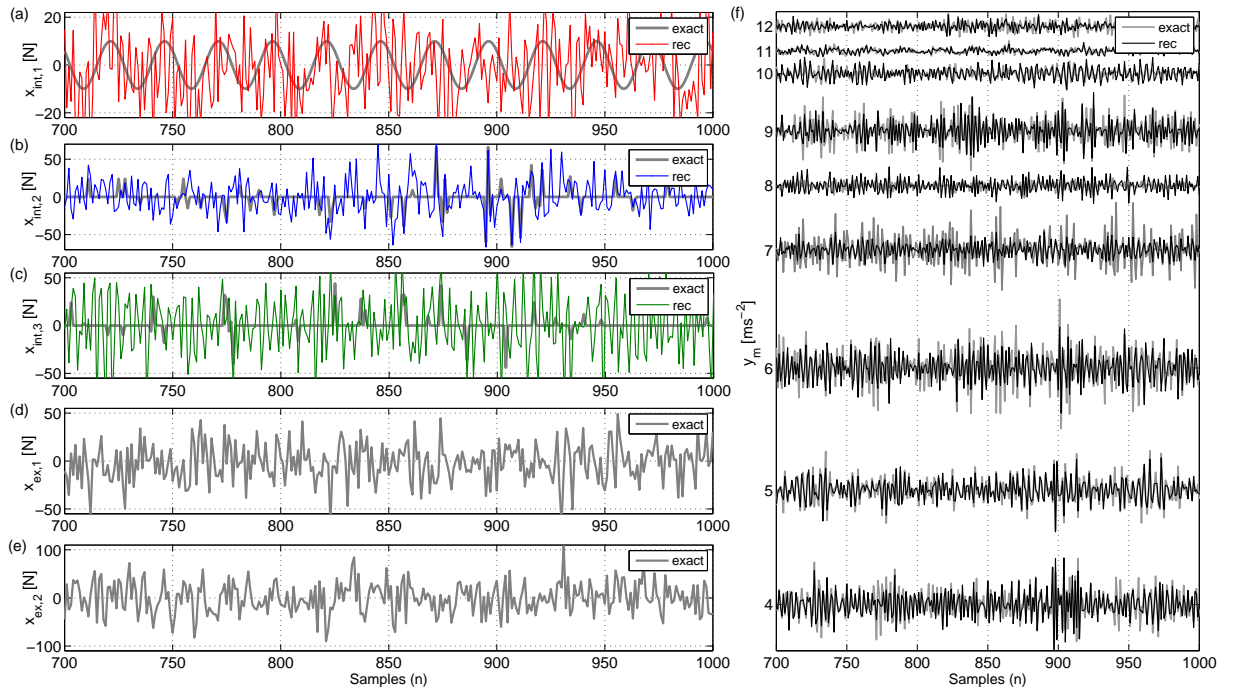 (a)
x_int,1 [N]
20
0
−20
exact
rec
700 750 800 850 900 950 1000
(b)
x_int,2 [N]
50
0
−50
exact
rec
700 750 800 850 900 950 1000
(c)
x_int,3 [N]
50
0
−50
exact
rec
700 750 800 850 900 950 1000
(d)
x_ex,1 [N]
50
0
−50
exact
700 750 800 850 900 950 1000
(e)
x_ex,2 [N]
100
0
−100
exact
700 750 800 850 900 950 1000
Samples (n)
(f)
y_m [ms⁻²]
12
11
10
9
8
7
6
5
4
exact
rec
700 750 800 850 900 950 1000
Samples (n)